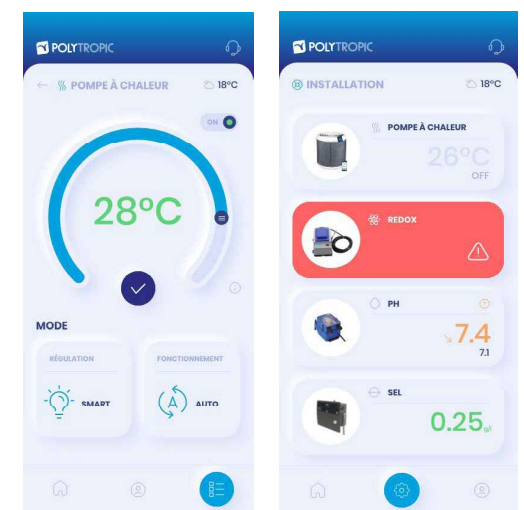 POLYTROPIC
POMPE À CHALEUR
18°C
ON
28°C
MODE
RÉGULATION
SMART
FONCTIONNEMENT
A
AUTO
POLYTROPIC
INSTALLATION
18°C
POMPE À CHALEUR
26°C
OFF
REDOX
PH
7.4
7.1
SEL
0.25 g/l